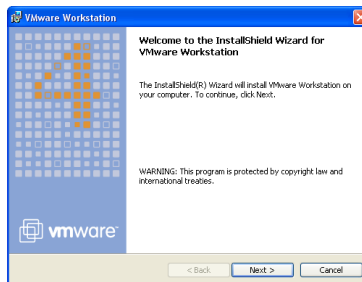 VMware Workstation
Welcome to the InstallShield Wizard for
VMware Workstation
The InstallShield(R) Wizard will install VMware Workstation on
your computer. To continue, click Next.
WARNING: This program is protected by copyright law and
international treaties.
vmware™
< Back
Next >
Cancel